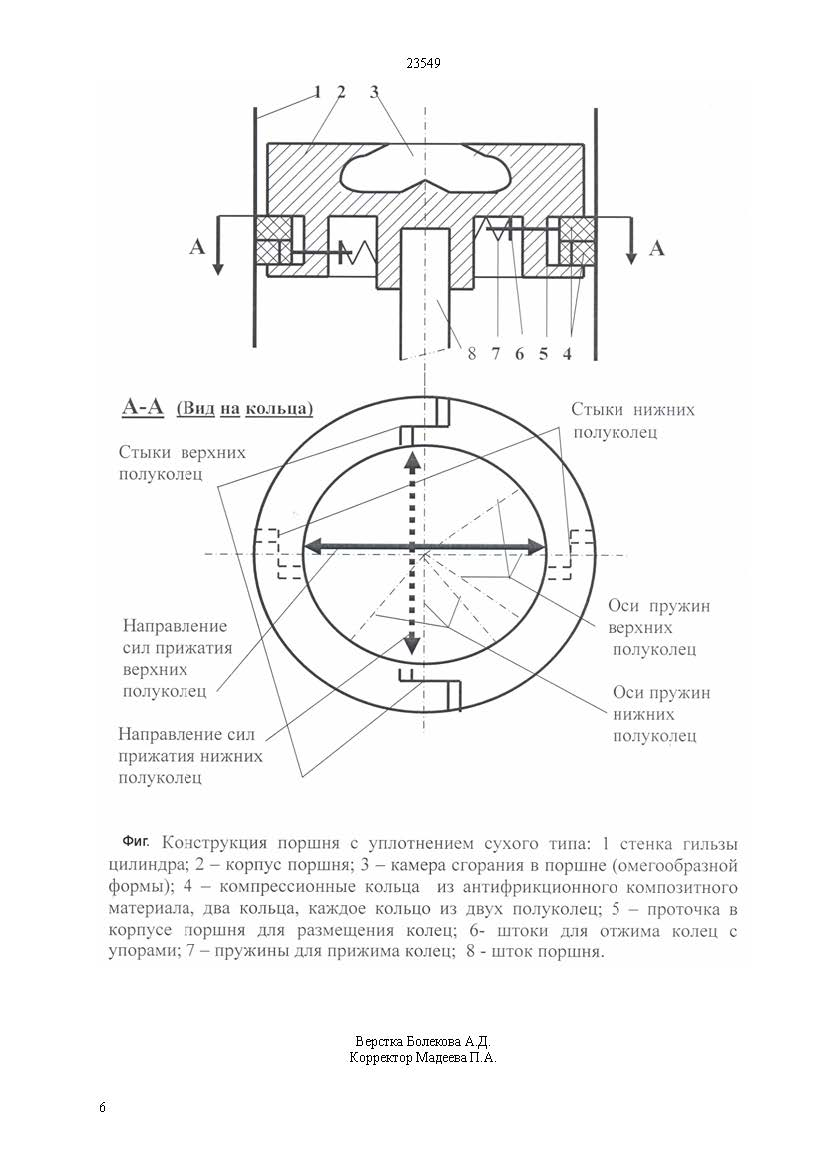 23549
1 2 3
А А
8 7 6 5 4
А-А (Вид на кольца)
Стыки верхних
полуколец
Стыки нижних
полуколец
Направление
сил прижатия
верхних
полуколец
Оси пружин
верхних
полуколец
Оси пружин
нижних
полуколец
Направление сил
прижатия нижних
полуколец
Фиг. Конструкция поршня с уплотнением сухого типа: 1 стенка гильзы
цилиндра; 2 – корпус поршня; 3 – камера сгорания в поршне (омегообразной
формы); 4 – компрессионные кольца из антифрикционного композитного
материала, два кольца, каждое кольцо из двух полуколец; 5 – проточка в
корпусе поршня для размещения колец; 6- штоки для отжима колец с
упорами; 7 – пружины для прижима колец; 8 - шток поршня.
Верстка Болекова А.Д.
Корректор Мадеева П.А.
6